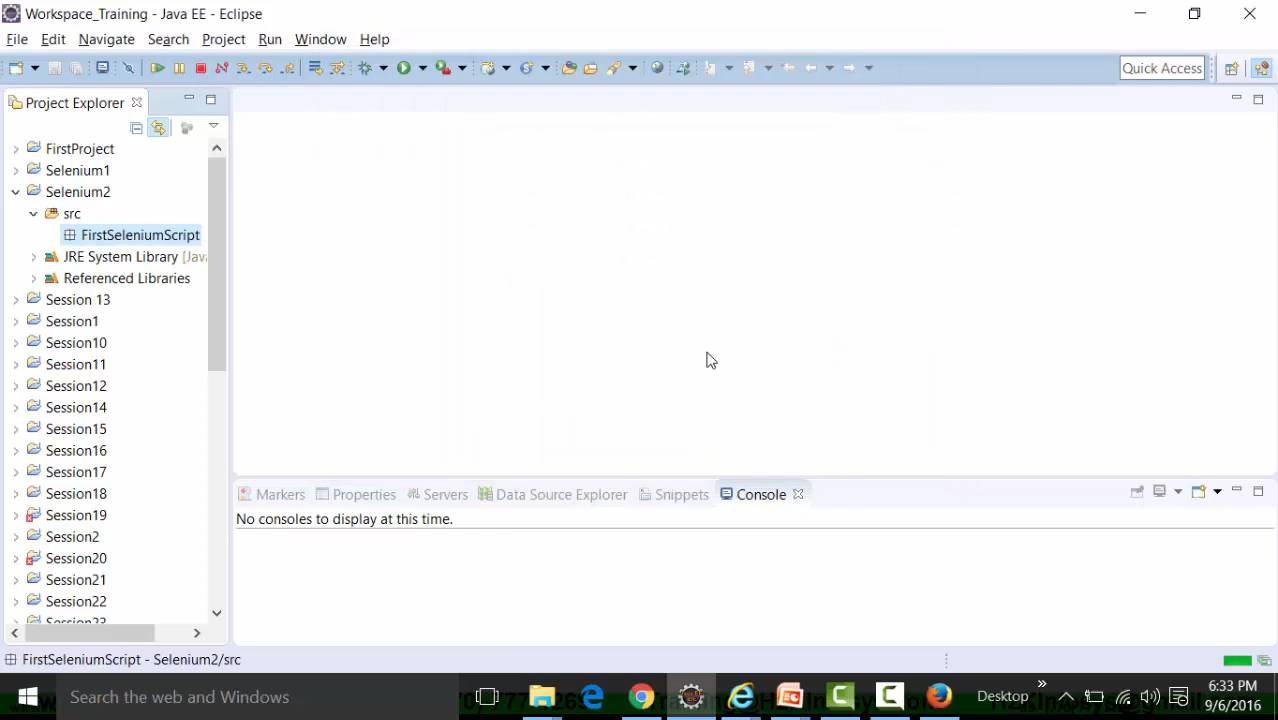 Workspace_Training - Java EE - Eclipse
File Edit Navigate Search Project Run Window Help
Quick Access
Project Explorer
FirstProject
Selenium1
Selenium2
src
FirstSeleniumScript
JRE System Library [Java
Referenced Libraries
Session 13
Session1
Session10
Session11
Session12
Session14
Session15
Session16
Session17
Session18
Session19
Session2
Session20
Session21
Session22
Session23
Markers Properties Servers Data Source Explorer Snippets Console
No consoles to display at this time.
FirstSeleniumScript - Selenium2/src
Search the web and Windows
Desktop
6:33 PM
9/6/2016